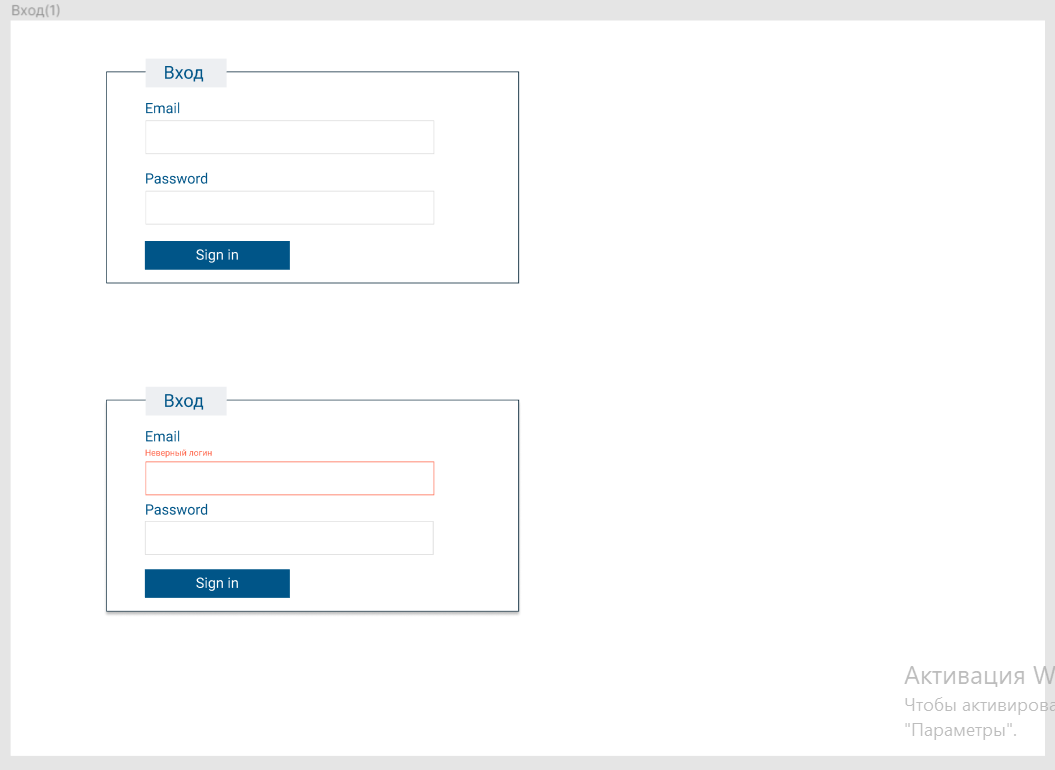 Вход(1)
Вход
Email
Password
Sign in
Вход
Email
Неверный логин
Password
Sign in
Активация W
Чтобы активирова
"Параметры".